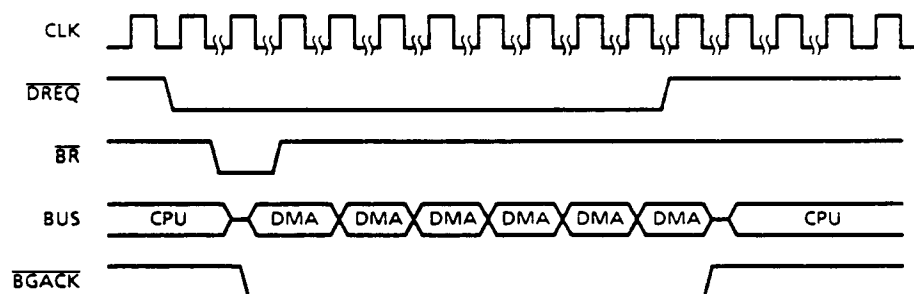 CLK
DREQ
BR
BUS CPU DMA DMA DMA DMA DMA DMA CPU
BGACK